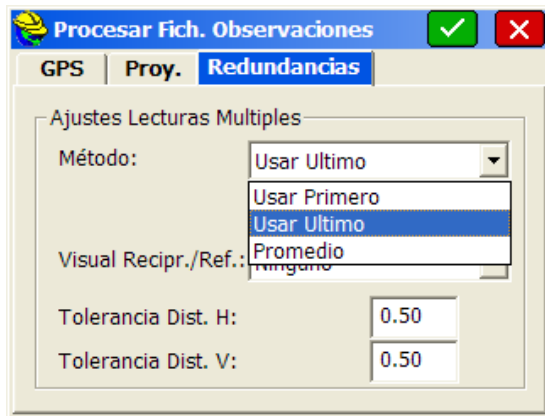 Procesar Fich. Observaciones
GPS Proy. Redundancias
Ajustes Lecturas Multiples
Método: Usar Ultimo
Usar Primero
Usar Ultimo
Promedio
Visual Recipr./Ref.: Ninguno
Tolerancia Dist. H: 0.50
Tolerancia Dist. V: 0.50